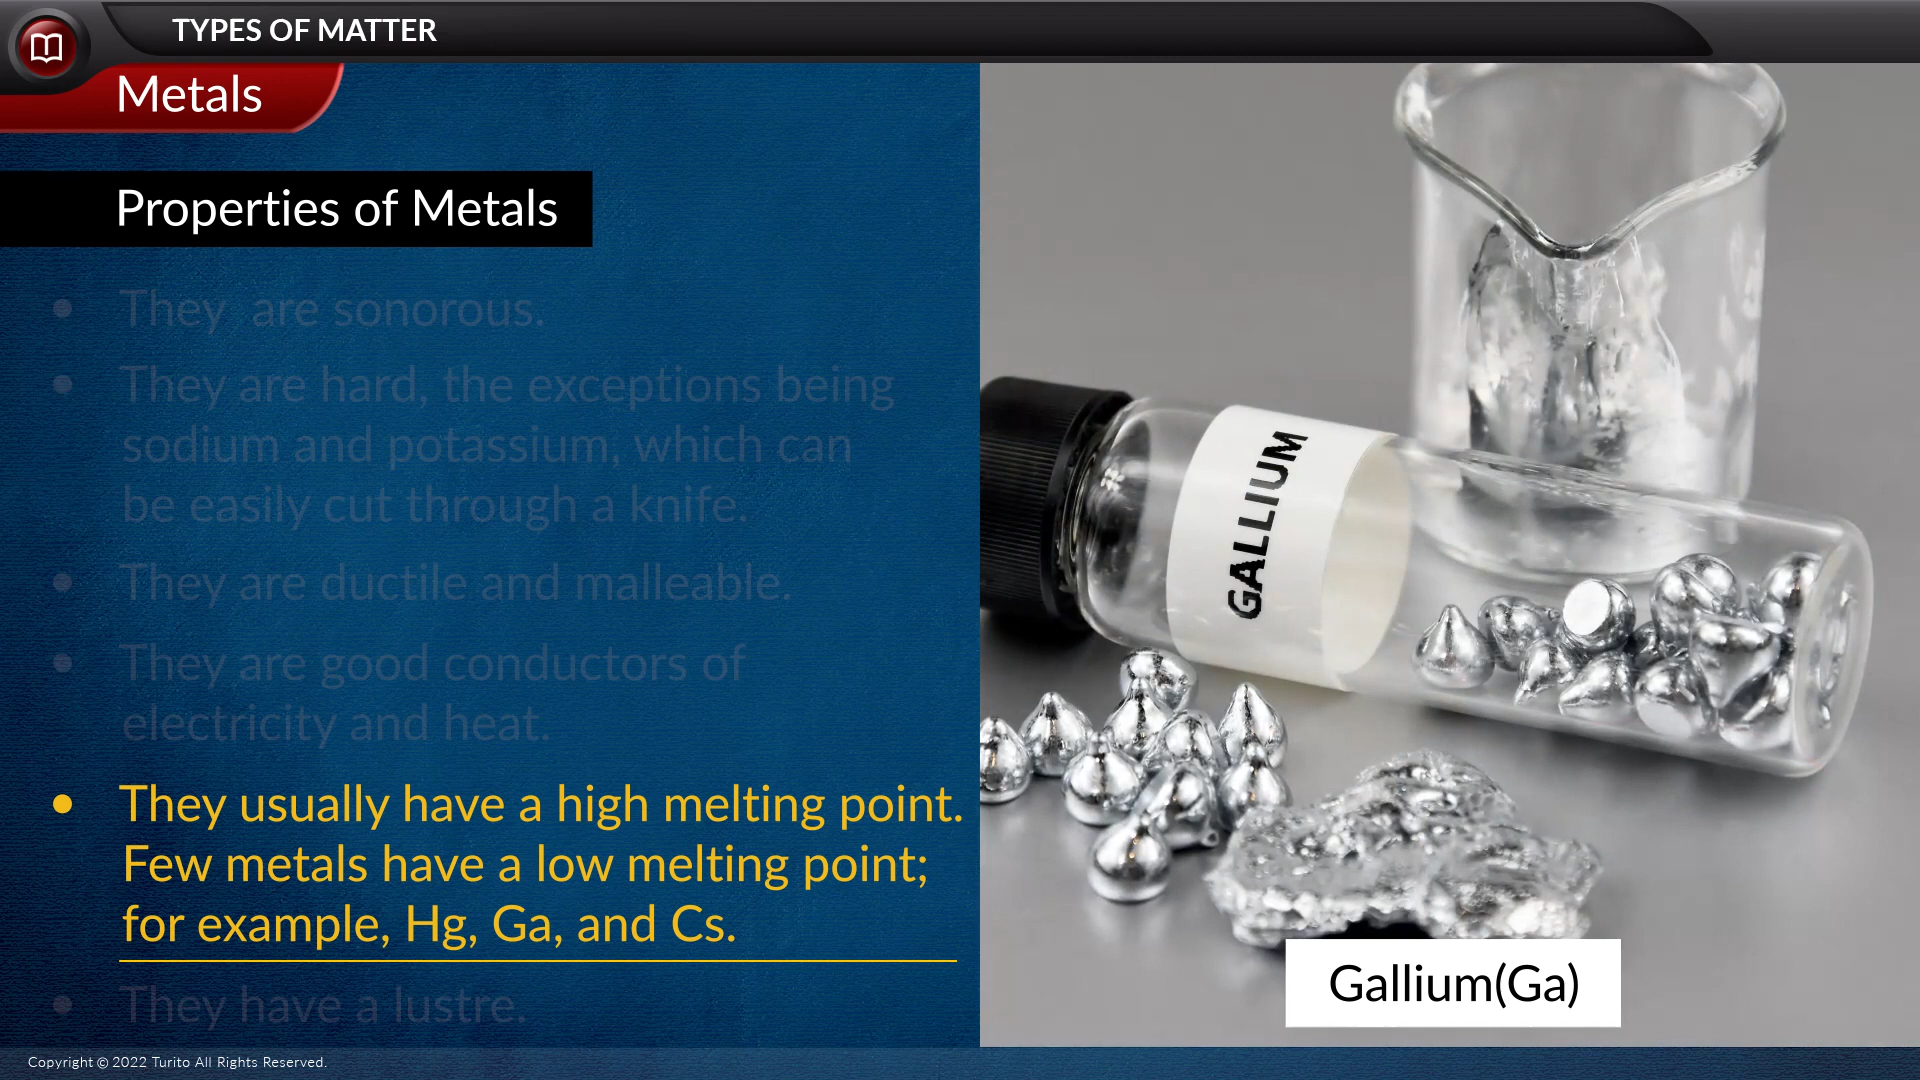 TYPES OF MATTER
Metals
Properties of Metals
• They  are sonorous.
• They are hard, the exceptions being
sodium and potassium, which can
be easily cut through a knife.
• They are ductile and malleable.
• They are good conductors of
electricity and heat.
• They usually have a high melting point.
Few metals have a low melting point;
for example, Hg, Ga, and Cs.
• They have a lustre.
GALLIUM
Gallium(Ga)
Copyright © 2022 Turito All Rights Reserved.